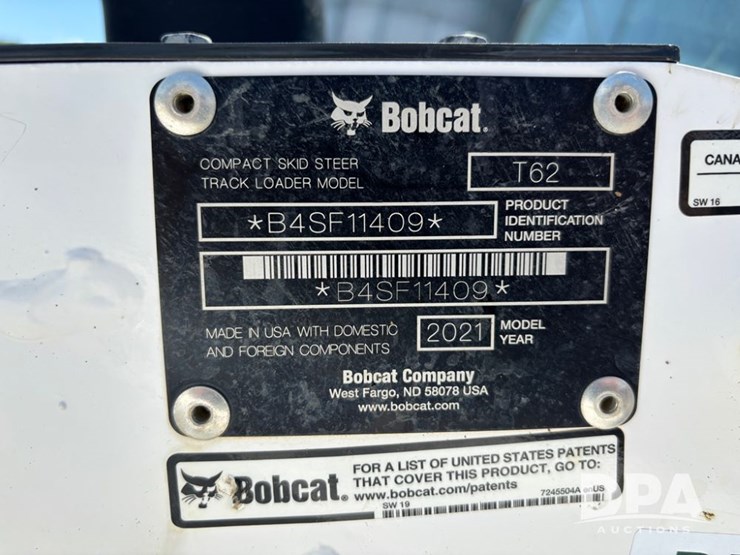 Bobcat.
COMPACT SKID STEER
TRACK LOADER MODEL
T62
*B4SF11409*
PRODUCT
IDENTIFICATION
NUMBER
*B4SF11409*
MADE IN USA WITH DOMESTIC
AND FOREIGN COMPONENTS
2021
MODEL
YEAR
Bobcat Company
West Fargo, ND 58078 USA
www.bobcat.com
CANA
SW 16
Bobcat.
FOR A LIST OF UNITED STATES PATENTS
THAT COVER THIS PRODUCT, GO TO:
www.bobcat.com/patents
7245504A enUS
SW 19
DPA
AUCTIONS